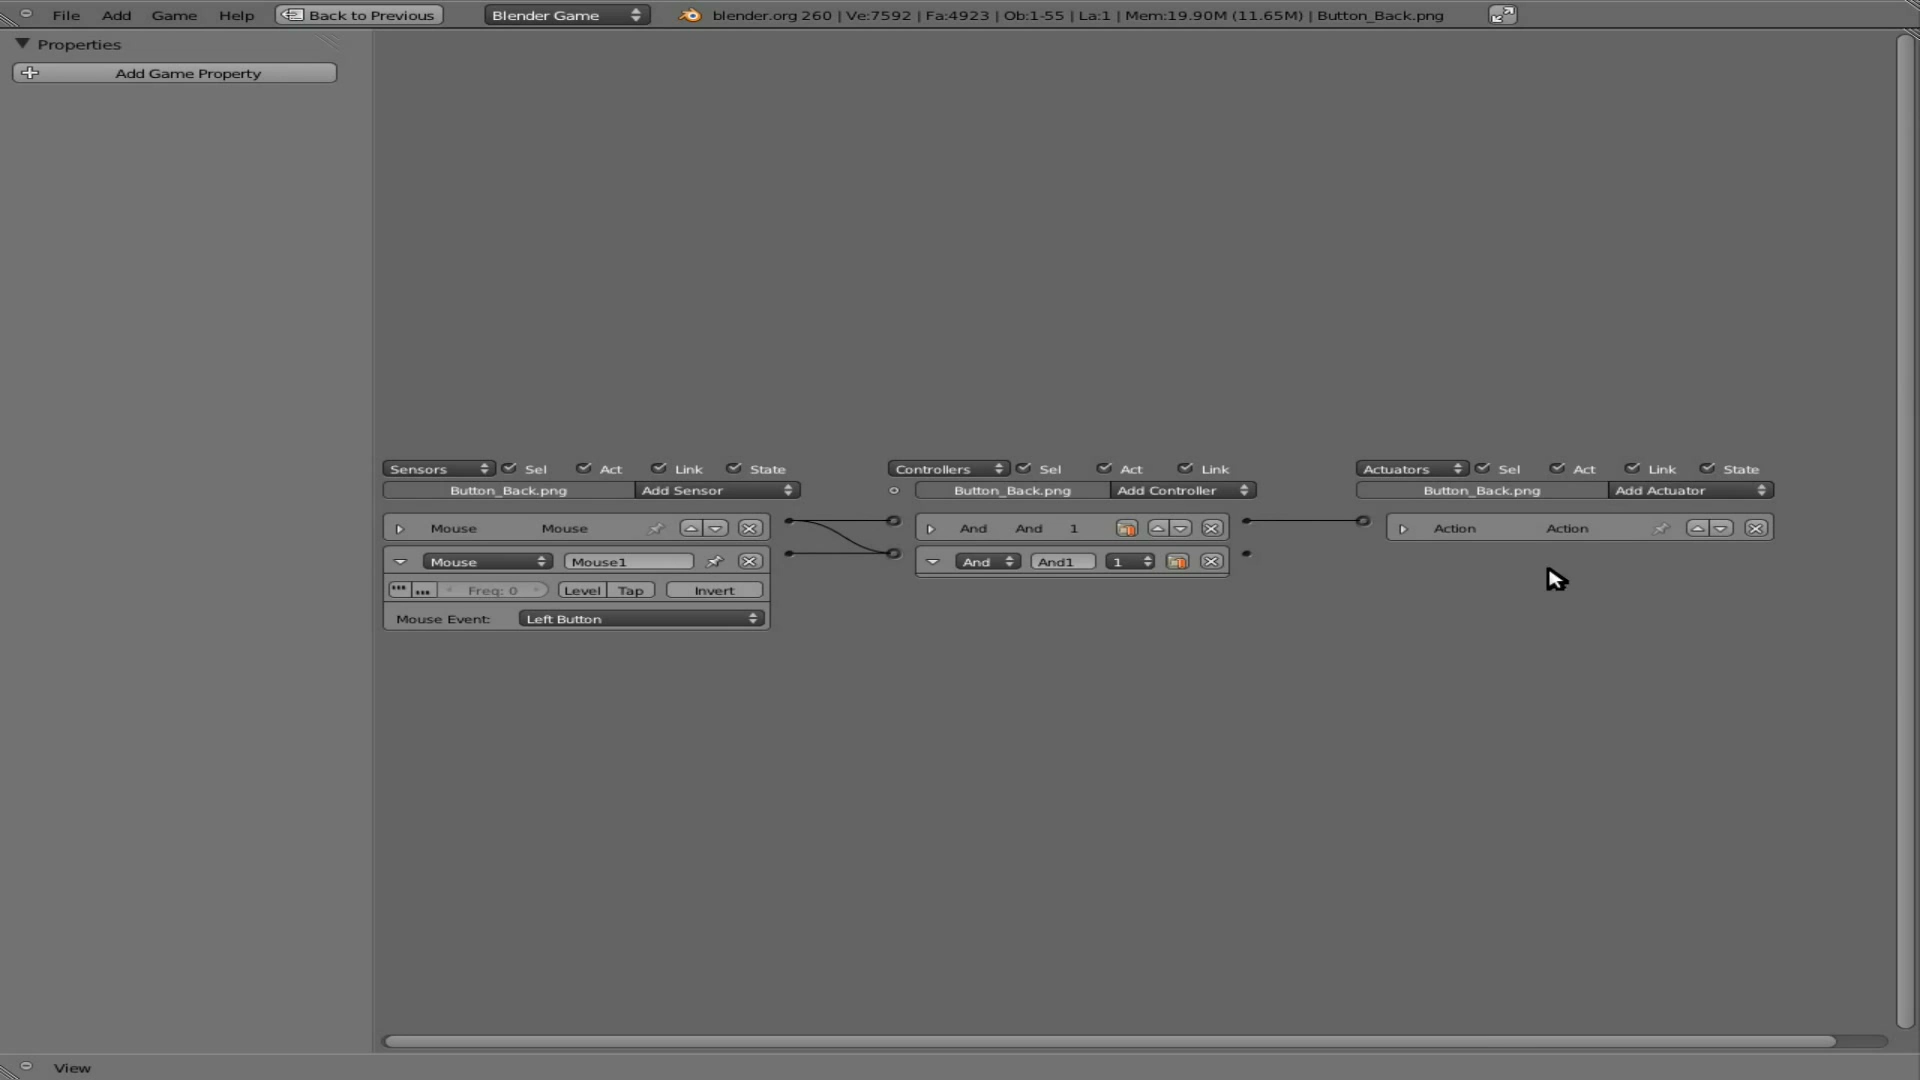 File Add Game Help Back to Previous Blender Game blender.org 260 | Ve:7592 | Fa:4923 | Ob:1-55 | La:1 | Mem:19.90M (11.65M) | Button_Back.png
Properties
Add Game Property
Sensors Sel Act Link State Controllers Sel Act Link Actuators Sel Act Link State
Button_Back.png Add Sensor Button_Back.png Add Controller Button_Back.png Add Actuator
Mouse Mouse And And 1 Action Action
Mouse Mouse1 And And1 1
Freq: 0 Level Tap Invert
Mouse Event: Left Button
View